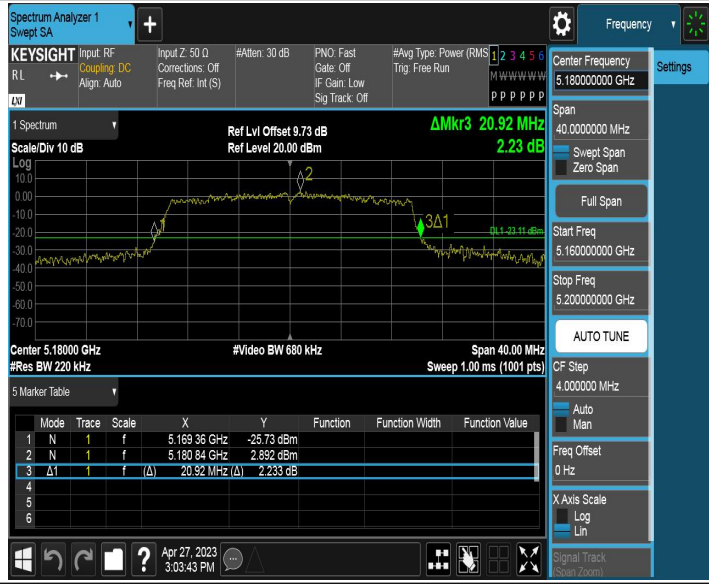 Spectrum Analyzer 1
Swept SA
Frequency
KEYSIGHT
RL
LXI
Input: RF
Coupling: DC
Align: Auto
Input Z: 50 Ω
Corrections: Off
Freq Ref: Int (S)
#Atten: 30 dB
PNO: Fast
Gate: Off
IF Gain: Low
Sig Track: Off
#Avg Type: Power (RMS
Trig: Free Run
1 2 3 4 5 6
M W W W W W
P P P P P P
Settings
Center Frequency
5.180000000 GHz
Span
40.0000000 MHz
Swept Span
Zero Span
Full Span
Start Freq
5.160000000 GHz
Stop Freq
5.200000000 GHz
AUTO TUNE
CF Step
4.000000 MHz
Auto
Man
Freq Offset
0 Hz
X Axis Scale
Log
Lin
Signal Track
(Span Zoom)
1 Spectrum
Scale/Div 10 dB
Ref Lvl Offset 9.73 dB
Ref Level 20.00 dBm
ΔMkr3 20.92 MHz
2.23 dB
Log
10.0
0.00
-10.0
-20.0
-30.0
-40.0
-50.0
-60.0
-70.0
1
2
3Δ1
DL1 -23.11 dBm
Center 5.18000 GHz
#Video BW 680 kHz
Span 40.00 MHz
#Res BW 220 kHz
Sweep 1.00 ms (1001 pts)
5 Marker Table
Mode Trace Scale X Y Function Function Width Function Value
1 N 1 f 5.169 36 GHz -25.73 dBm
2 N 1 f 5.180 84 GHz 2.892 dBm
3 Δ1 1 f (Δ) 20.92 MHz (Δ) 2.233 dB
4
5
6
?
Apr 27, 2023
3:03:43 PM